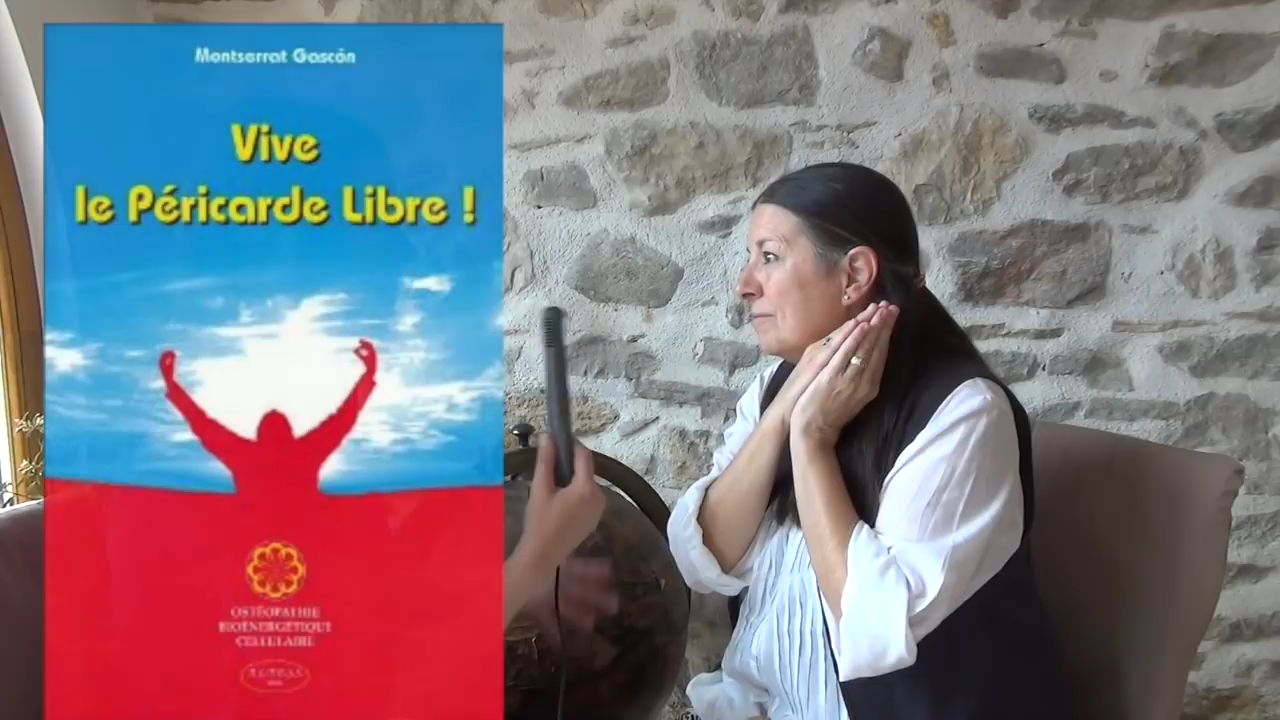 Montserrat Gascón
Vive
le Péricarde Libre !
OSTÉOPATHIE
BIOÉNERGÉTIQUE
CELLULAIRE